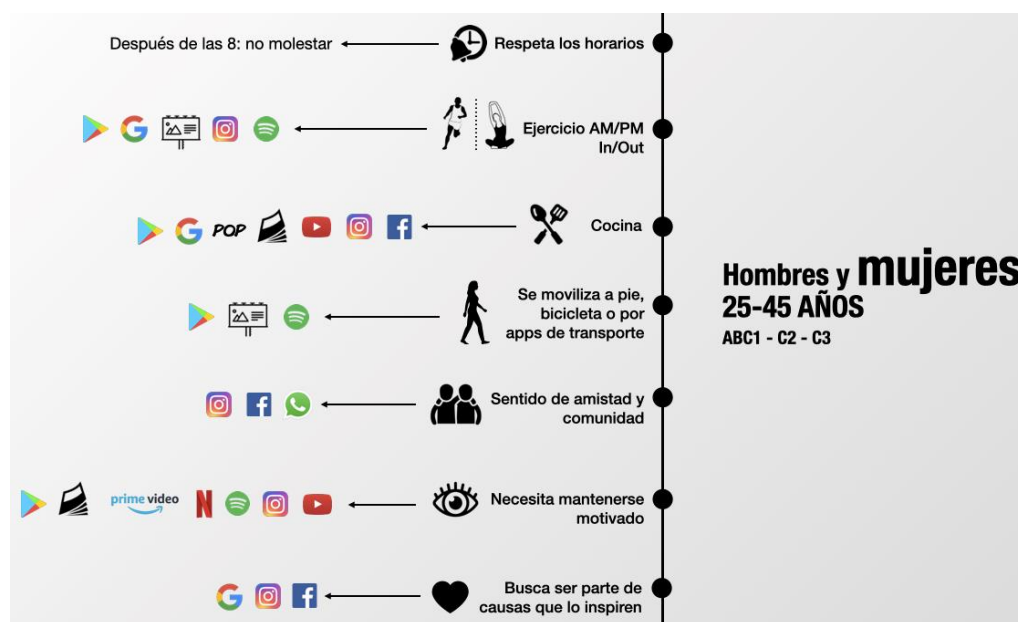 Después de las 8: no molestar
Respeta los horarios
Ejercicio AM/PM
In/Out
POP
Cocina
Se moviliza a pie,
bicicleta o por
apps de transporte
Sentido de amistad y
comunidad
prime video
N
Necesita mantenerse
motivado
Busca ser parte de
causas que lo inspiren
Hombres y mujeres
25-45 AÑOS
ABC1 - C2 - C3